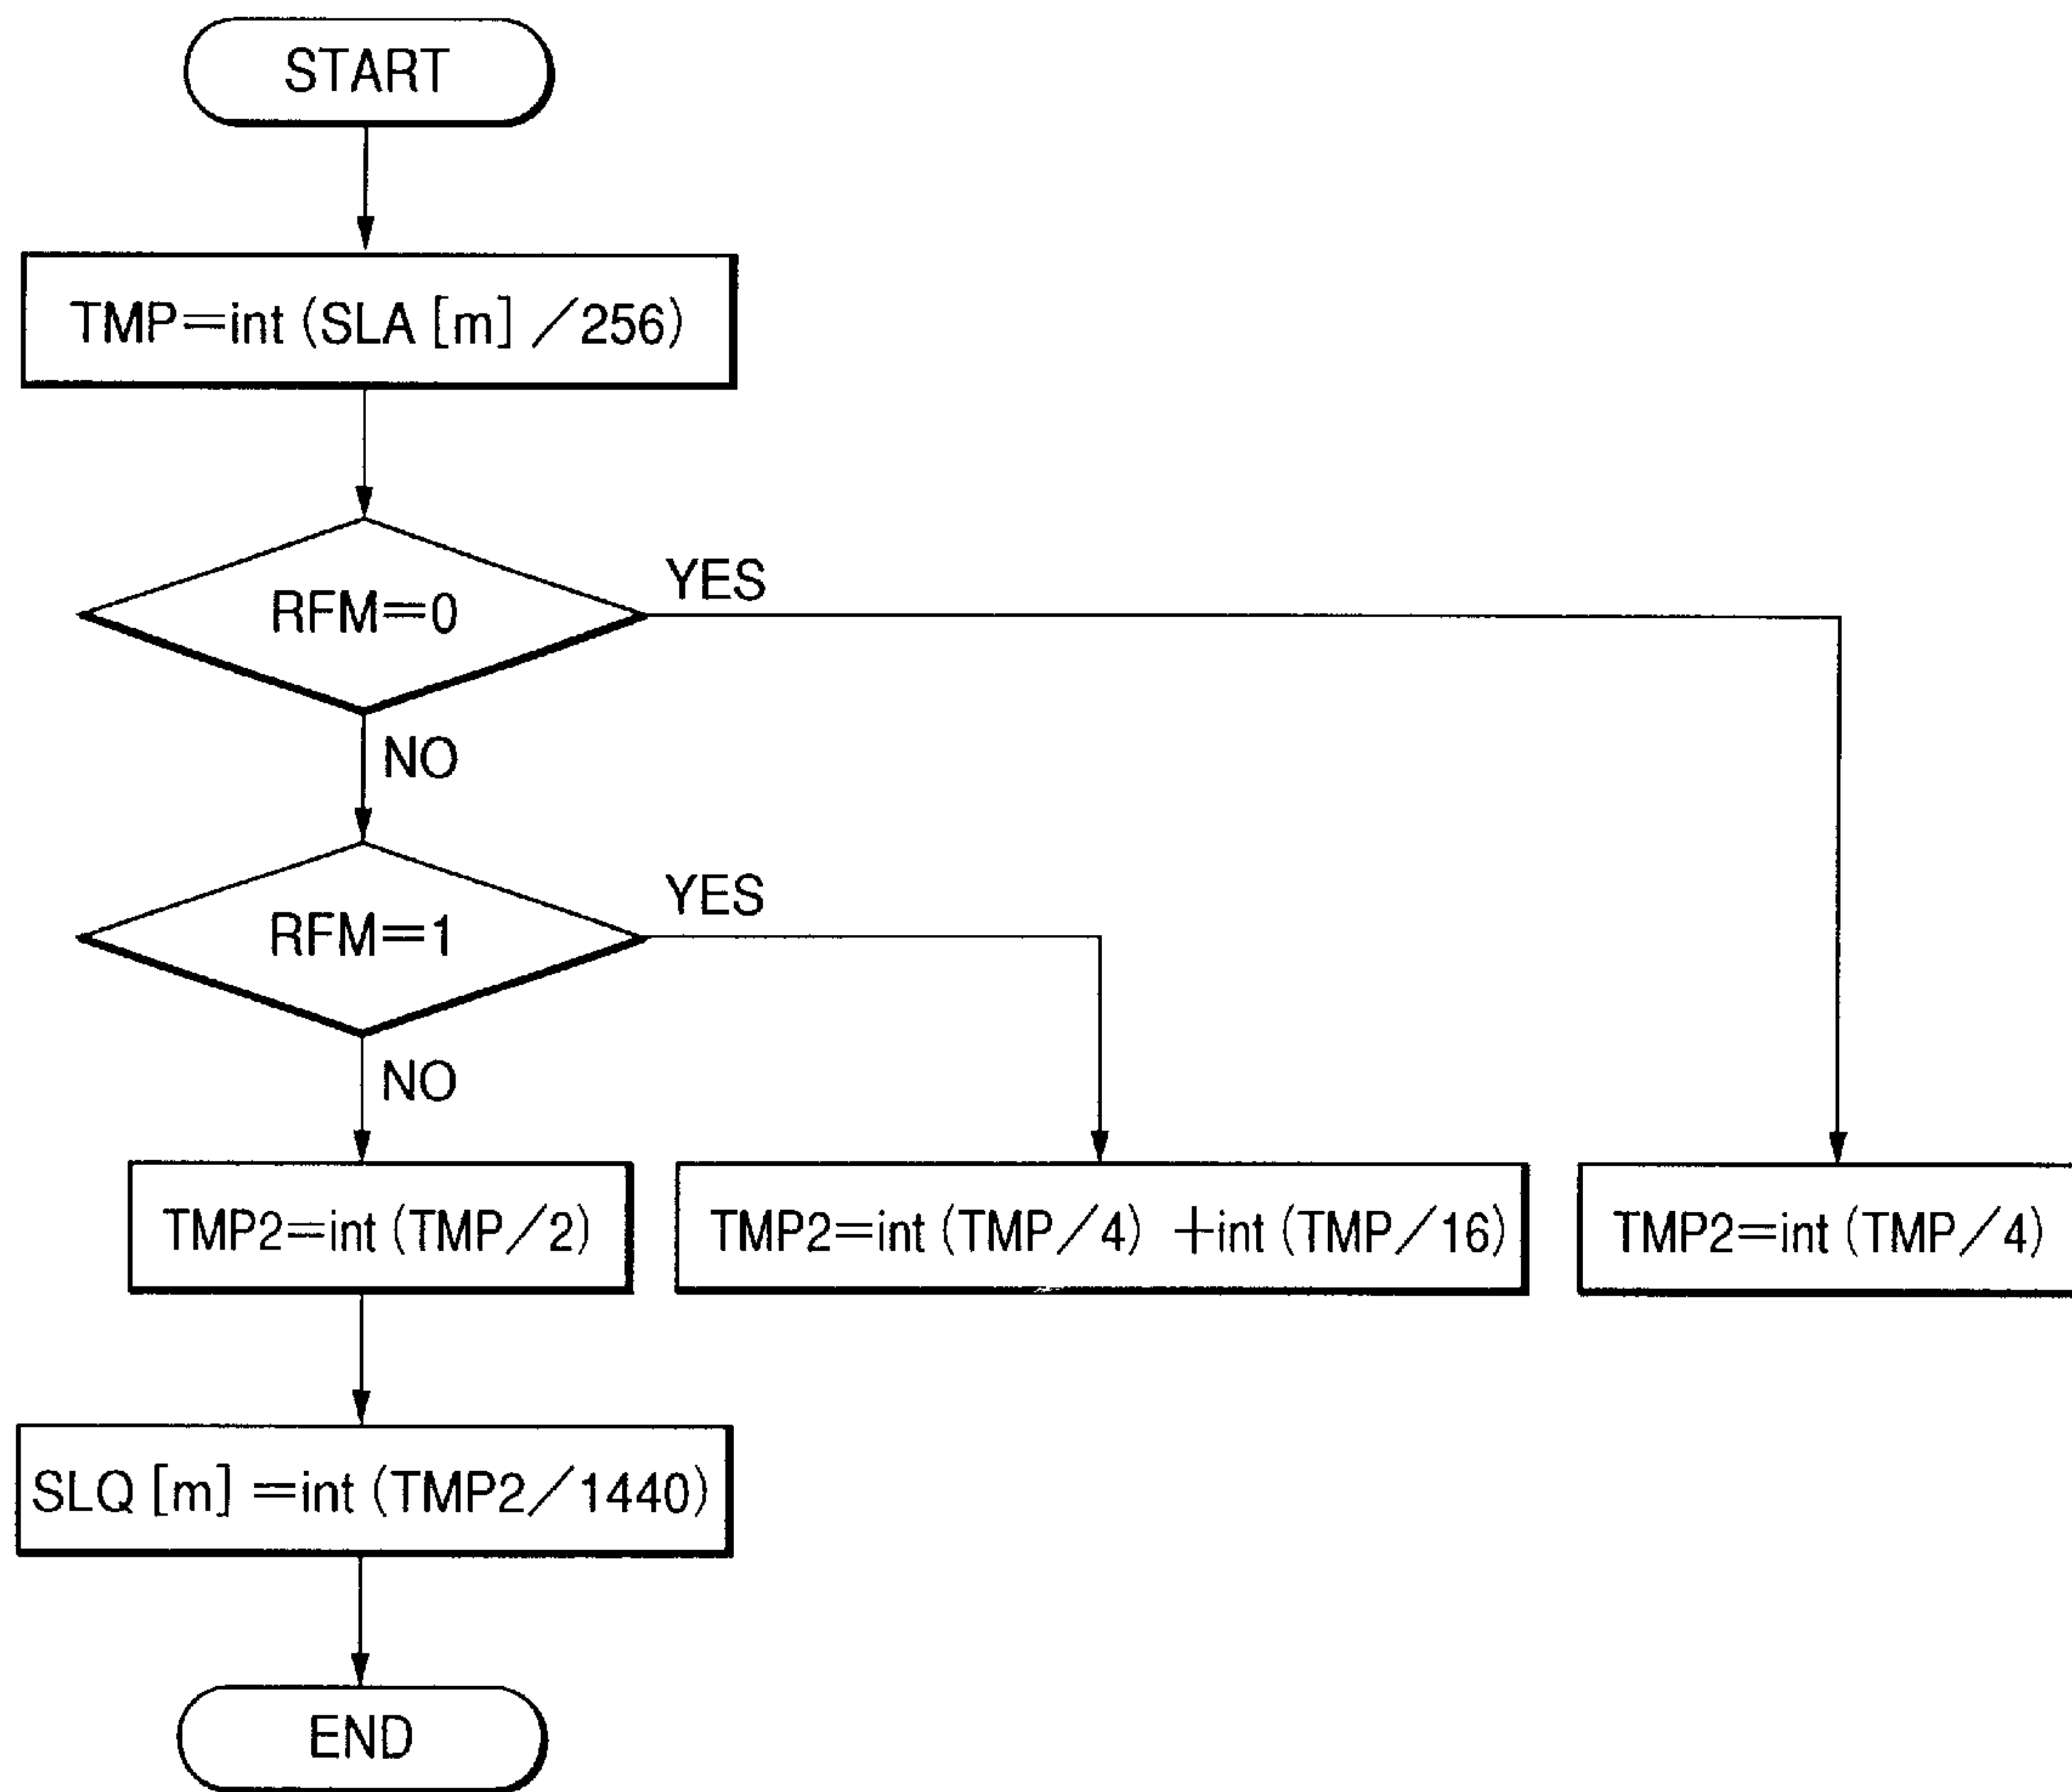 START
TMP=int (SLA [m] /256)
RFM=0
YES
NO
RFM=1
YES
NO
TMP2=int (TMP/2)
TMP2=int (TMP/4) +int (TMP/16)
TMP2=int (TMP/4)
SLQ [m] =int (TMP2/1440)
END